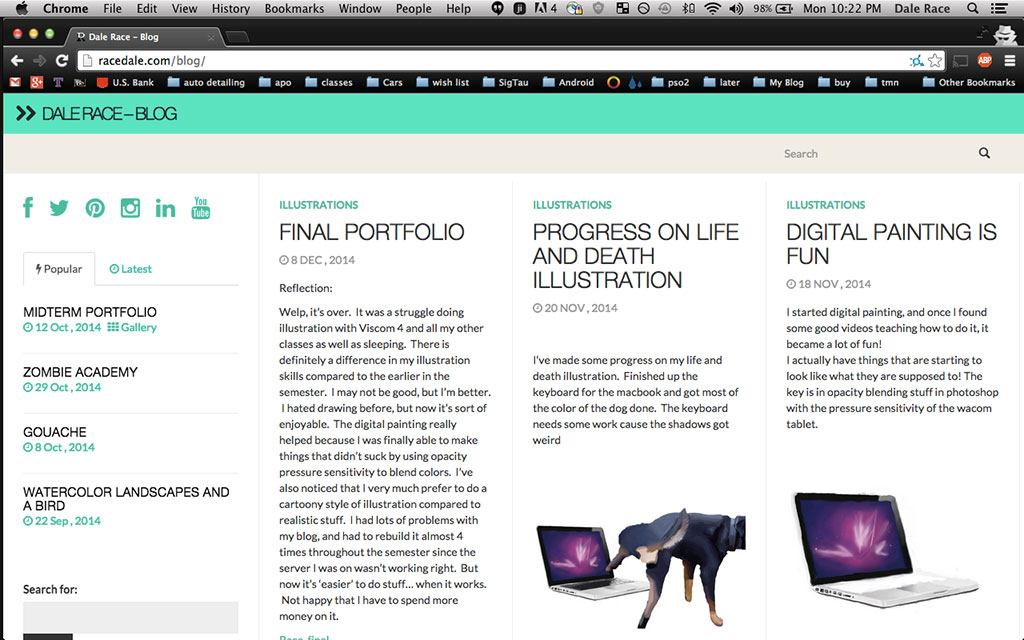 Chrome File Edit View History Bookmarks Window People Help 4 98% Mon 10:22 PM Dale Race
Dale Race – Blog
racedale.com/blog/
ABP
U.S. Bank auto detailing apo classes Cars wish list SigTau Android pso2 later My Blog buy tmn Other Bookmarks
DALE RACE – BLOG
Search
You
Tube
Popular
Latest
MIDTERM PORTFOLIO
12 Oct , 2014 Gallery
ZOMBIE ACADEMY
29 Oct , 2014
GOUACHE
8 Oct , 2014
WATERCOLOR LANDSCAPES AND
A BIRD
22 Sep , 2014
Search for:
ILLUSTRATIONS
FINAL PORTFOLIO
8 DEC , 2014
Reflection:
Welp, it's over. It was a struggle doing
illustration with Viscom 4 and all my other
classes as well as sleeping. There is
definitely a difference in my illustration
skills compared to the earlier in the
semester. I may not be good, but I'm better.
I hated drawing before, but now it's sort of
enjoyable. The digital painting really
helped because I was finally able to make
things that didn't suck by using opacity
pressure sensitivity to blend colors. I've
also noticed that I very much prefer to do a
cartoony style of illustration compared to
realistic stuff. I had lots of problems with
my blog, and had to rebuild it almost 4
times throughout the semester since the
server I was on wasn't working right. But
now it's 'easier' to do stuff... when it works.
Not happy that I have to spend more
money on it.
Race-final
ILLUSTRATIONS
PROGRESS ON LIFE
AND DEATH
ILLUSTRATION
20 NOV , 2014
I've made some progress on my life and
death illustration. Finished up the
keyboard for the macbook and got most of
the color of the dog done. The keyboard
needs some work cause the shadows got
weird
ILLUSTRATIONS
DIGITAL PAINTING IS
FUN
18 NOV , 2014
I started digital painting, and once I found
some good videos teaching how to do it, it
became a lot of fun!
I actually have things that are starting to
look like what they are supposed to! The
key is in opacity blending stuff in photoshop
with the pressure sensitivity of the wacom
tablet.